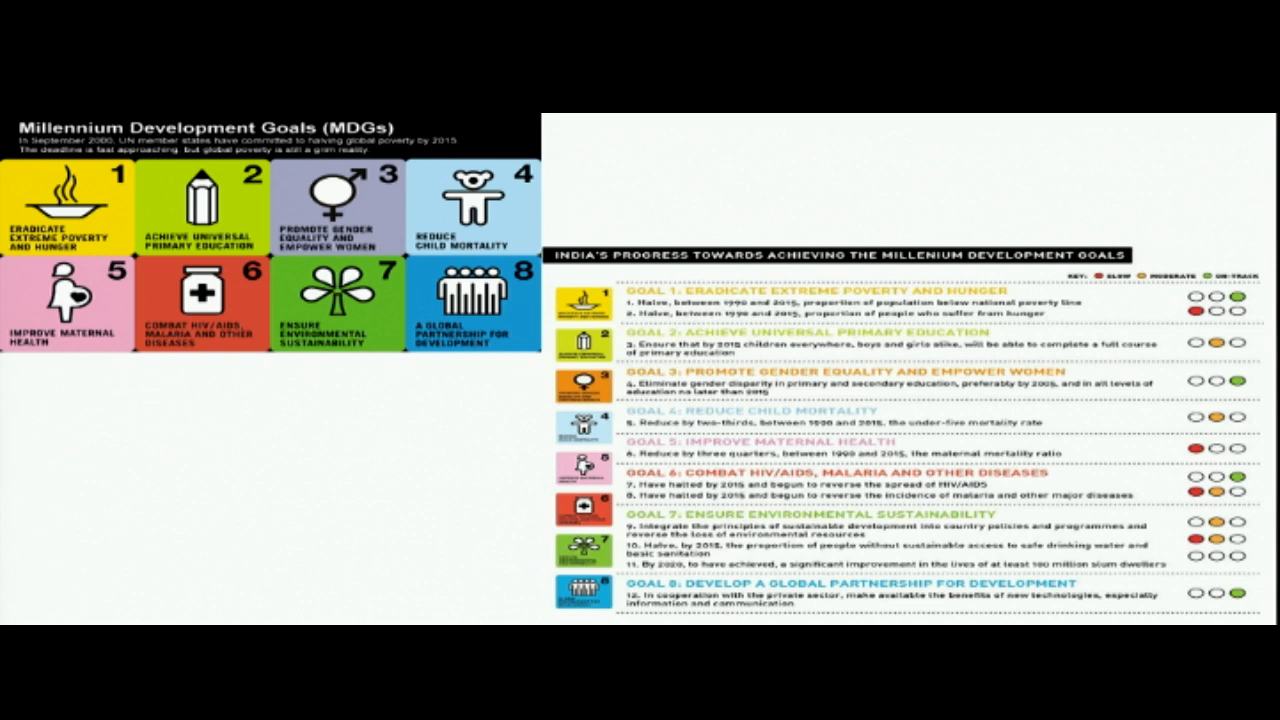 Millennium Development Goals (MDGs)
In September 2000, UN member states have committed to halving global poverty by 2015
The deadline is fast approaching, but global poverty is still a grim reality.
1
ERADICATE
EXTREME POVERTY
AND HUNGER
2
ACHIEVE UNIVERSAL
PRIMARY EDUCATION
3
PROMOTE GENDER
EQUALITY AND
EMPOWER WOMEN
4
REDUCE
CHILD MORTALITY
5
IMPROVE MATERNAL
HEALTH
6
COMBAT HIV/AIDS,
MALARIA AND OTHER
DISEASES
7
ENSURE
ENVIRONMENTAL
SUSTAINABILITY
8
A GLOBAL
PARTNERSHIP FOR
DEVELOPMENT
INDIA'S PROGRESS TOWARDS ACHIEVING THE MILLENIUM DEVELOPMENT GOALS
KEY: SLOW MODERATE ON-TRACK
1
GOAL 1: ERADICATE EXTREME POVERTY AND HUNGER
1. Halve, between 1990 and 2015, proportion of population below national poverty line
2. Halve, between 1990 and 2015, proportion of people who suffer from hunger
2
GOAL 2: ACHIEVE UNIVERSAL PRIMARY EDUCATION
3. Ensure that by 2015 children everywhere, boys and girls alike, will be able to complete a full course
of primary education
3
GOAL 3: PROMOTE GENDER EQUALITY AND EMPOWER WOMEN
4. Eliminate gender disparity in primary and secondary education, preferably by 2005, and in all levels of
education no later than 2015
4
GOAL 4: REDUCE CHILD MORTALITY
5. Reduce by two-thirds, between 1990 and 2015, the under-five mortality rate
5
GOAL 5: IMPROVE MATERNAL HEALTH
6. Reduce by three quarters, between 1990 and 2015, the maternal mortality ratio
6
GOAL 6: COMBAT HIV/AIDS, MALARIA AND OTHER DISEASES
7. Have halted by 2015 and begun to reverse the spread of HIV/AIDS
8. Have halted by 2015 and begun to reverse the incidence of malaria and other major diseases
7
GOAL 7: ENSURE ENVIRONMENTAL SUSTAINABILITY
9. Integrate the principles of sustainable development into country policies and programmes and
reverse the loss of environmental resources
10. Halve, by 2015, the proportion of people without sustainable access to safe drinking water and
basic sanitation
11. By 2020, to have achieved, a significant improvement in the lives of at least 100 million slum dwellers
8
GOAL 8: DEVELOP A GLOBAL PARTNERSHIP FOR DEVELOPMENT
12. In cooperation with the private sector, make available the benefits of new technologies, especially
information and communication